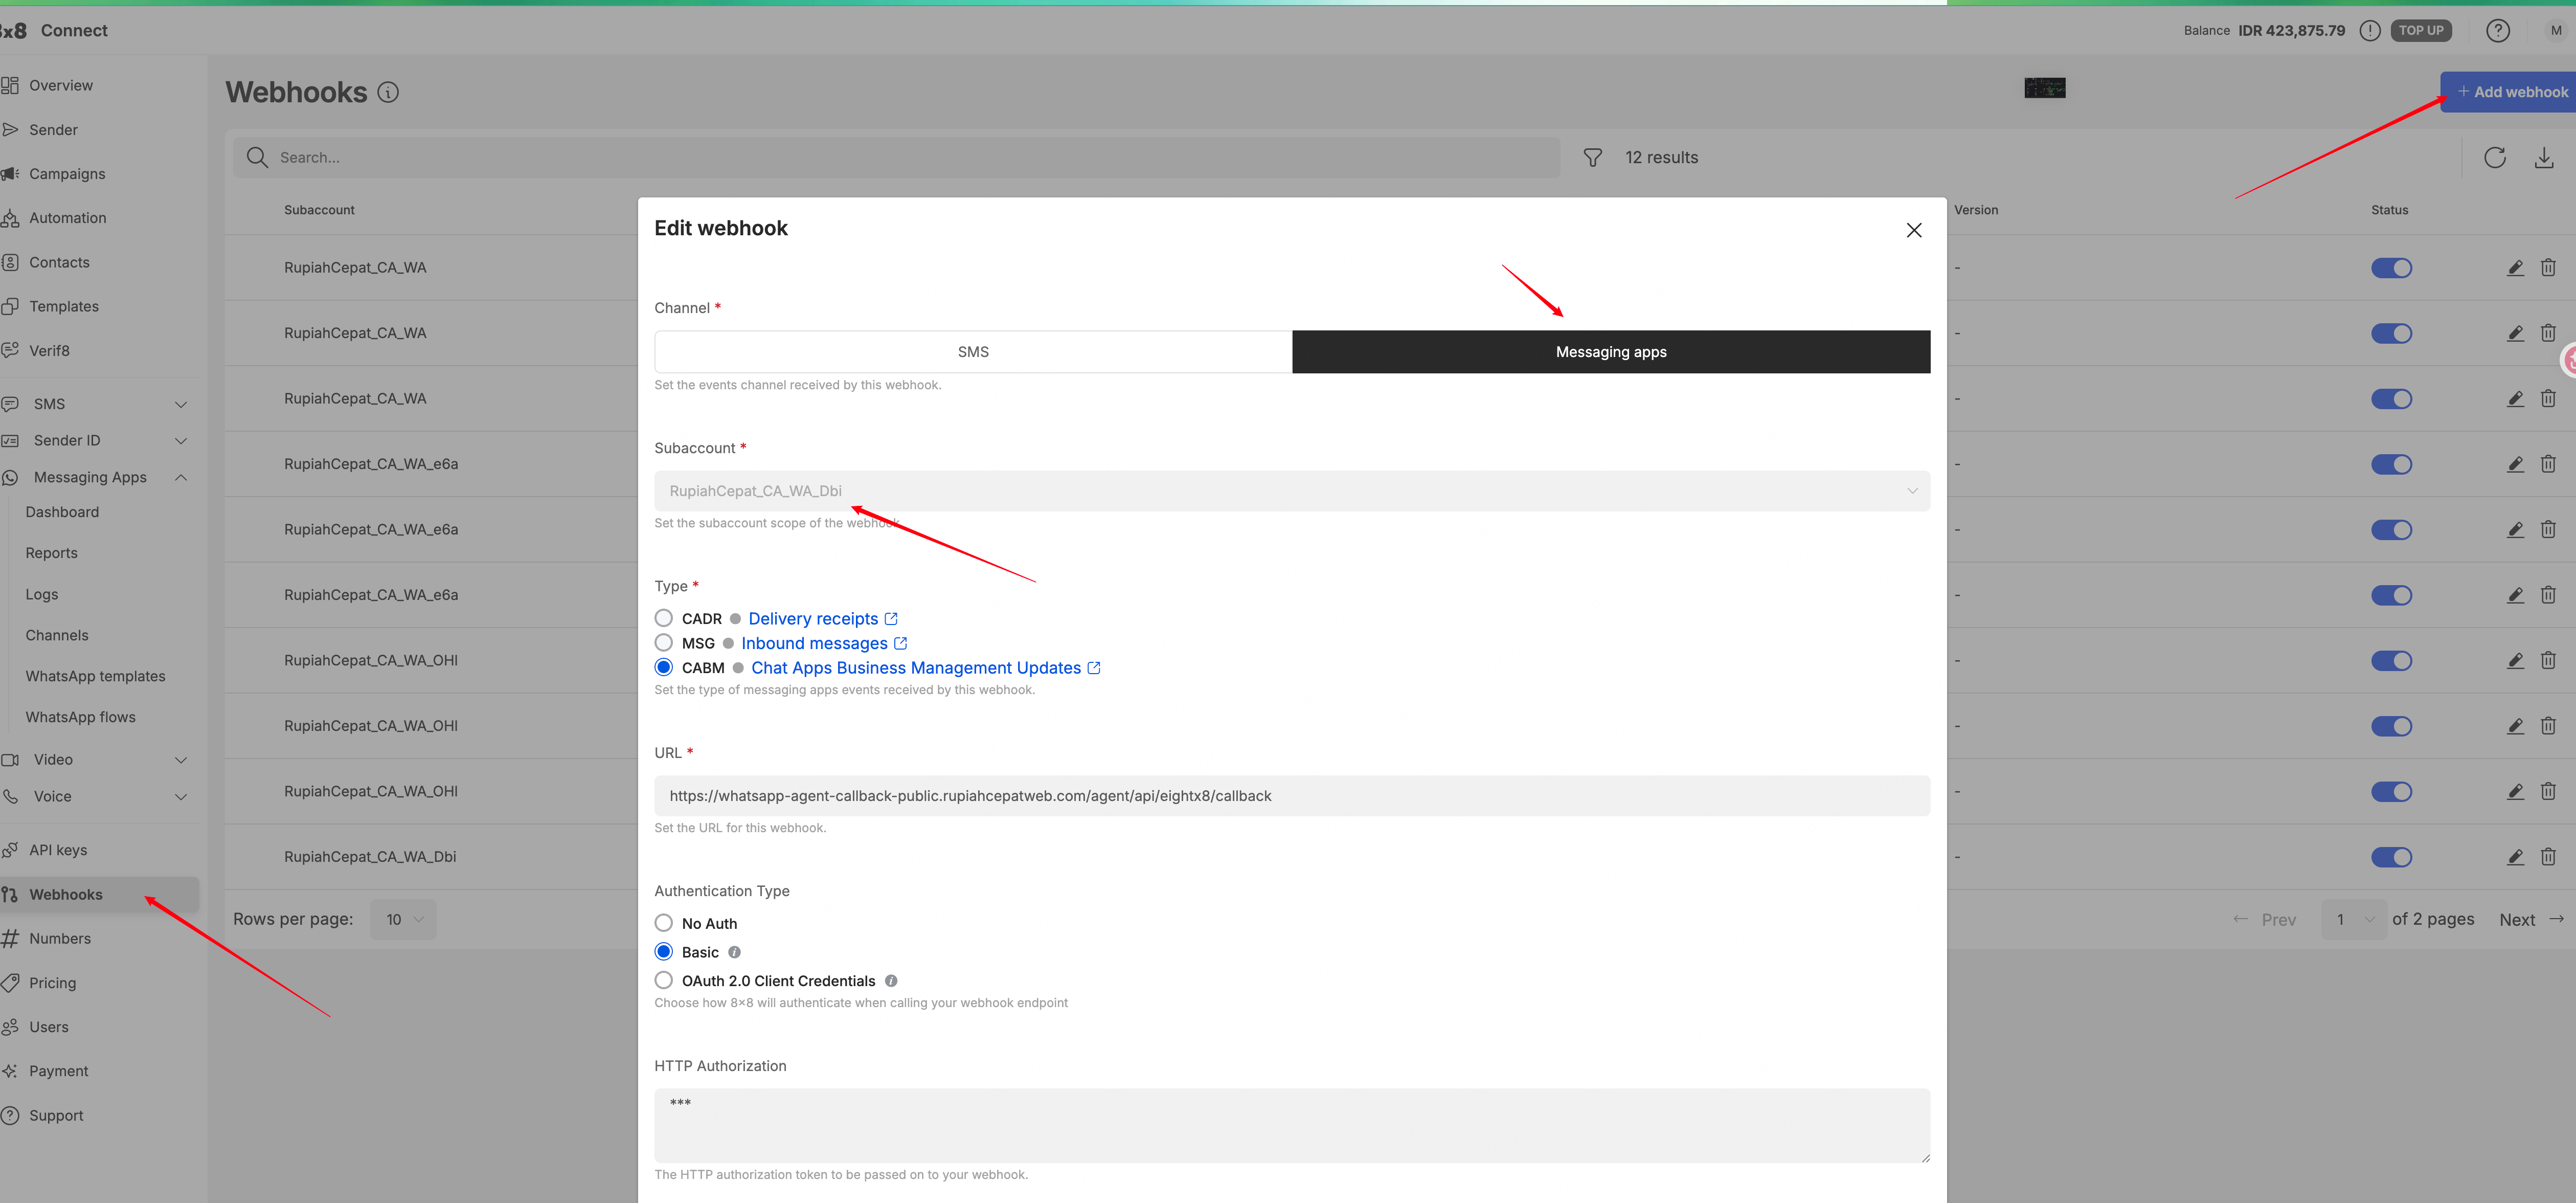 8x8 Connect
Balance IDR 423,875.79 TOP UP M
Overview
Sender
Campaigns
Automation
Contacts
Templates
Verif8
SMS
Sender ID
Messaging Apps
Dashboard
Reports
Logs
Channels
WhatsApp templates
WhatsApp flows
Video
Voice
API keys
Webhooks
Numbers
Pricing
Users
Payment
Support
Webhooks
+ Add webhook
Search...
12 results
Subaccount
Version
Status
RupiahCepat_CA_WA
-
RupiahCepat_CA_WA
-
RupiahCepat_CA_WA
-
RupiahCepat_CA_WA_e6a
-
RupiahCepat_CA_WA_e6a
-
RupiahCepat_CA_WA_e6a
-
RupiahCepat_CA_WA_OHI
-
RupiahCepat_CA_WA_OHI
-
RupiahCepat_CA_WA_OHI
-
RupiahCepat_CA_WA_Dbi
-
Rows per page: 10
← Prev 1 of 2 pages Next →
Edit webhook
Channel *
SMS
Messaging apps
Set the events channel received by this webhook.
Subaccount *
RupiahCepat_CA_WA_Dbi
Set the subaccount scope of the webhook
Type *
CADR Delivery receipts
MSG Inbound messages
CABM Chat Apps Business Management Updates
Set the type of messaging apps events received by this webhook.
URL *
https://whatsapp-agent-callback-public.rupiahcepatweb.com/agent/api/eightx8/callback
Set the URL for this webhook.
Authentication Type
No Auth
Basic
OAuth 2.0 Client Credentials
Choose how 8×8 will authenticate when calling your webhook endpoint
HTTP Authorization
***
The HTTP authorization token to be passed on to your webhook.